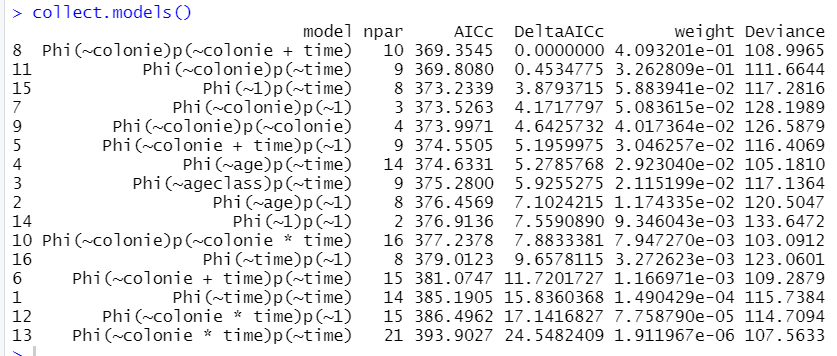 > collect.models()
model npar AICc DeltaAICc weight Deviance
8 Phi(~colonie)p(~colonie + time) 10 369.3545 0.0000000 4.093201e-01 108.9965
11 Phi(~colonie)p(~time) 9 369.8080 0.4534775 3.262809e-01 111.6644
15 Phi(~1)p(~time) 8 373.2339 3.8793715 5.883941e-02 117.2816
7 Phi(~colonie)p(~1) 3 373.5263 4.1717797 5.083615e-02 128.1989
9 Phi(~colonie)p(~colonie) 4 373.9971 4.6425732 4.017364e-02 126.5879
5 Phi(~colonie + time)p(~1) 9 374.5505 5.1959975 3.046257e-02 116.4069
4 Phi(~age)p(~time) 14 374.6331 5.2785768 2.923040e-02 105.1810
3 Phi(~ageclass)p(~time) 9 375.2800 5.9255275 2.115199e-02 117.1364
2 Phi(~age)p(~1) 8 376.4569 7.1024215 1.174335e-02 120.5047
14 Phi(~1)p(~1) 2 376.9136 7.5590890 9.346043e-03 133.6472
10 Phi(~colonie)p(~colonie * time) 16 377.2378 7.8833381 7.947270e-03 103.0912
16 Phi(~time)p(~1) 8 379.0123 9.6578115 3.272623e-03 123.0601
6 Phi(~colonie + time)p(~time) 15 381.0747 11.7201727 1.166971e-03 109.2879
1 Phi(~time)p(~time) 14 385.1905 15.8360368 1.490429e-04 115.7384
12 Phi(~colonie * time)p(~1) 15 386.4962 17.1416827 7.758790e-05 114.7094
13 Phi(~colonie * time)p(~time) 21 393.9027 24.5482409 1.911967e-06 107.5633
>